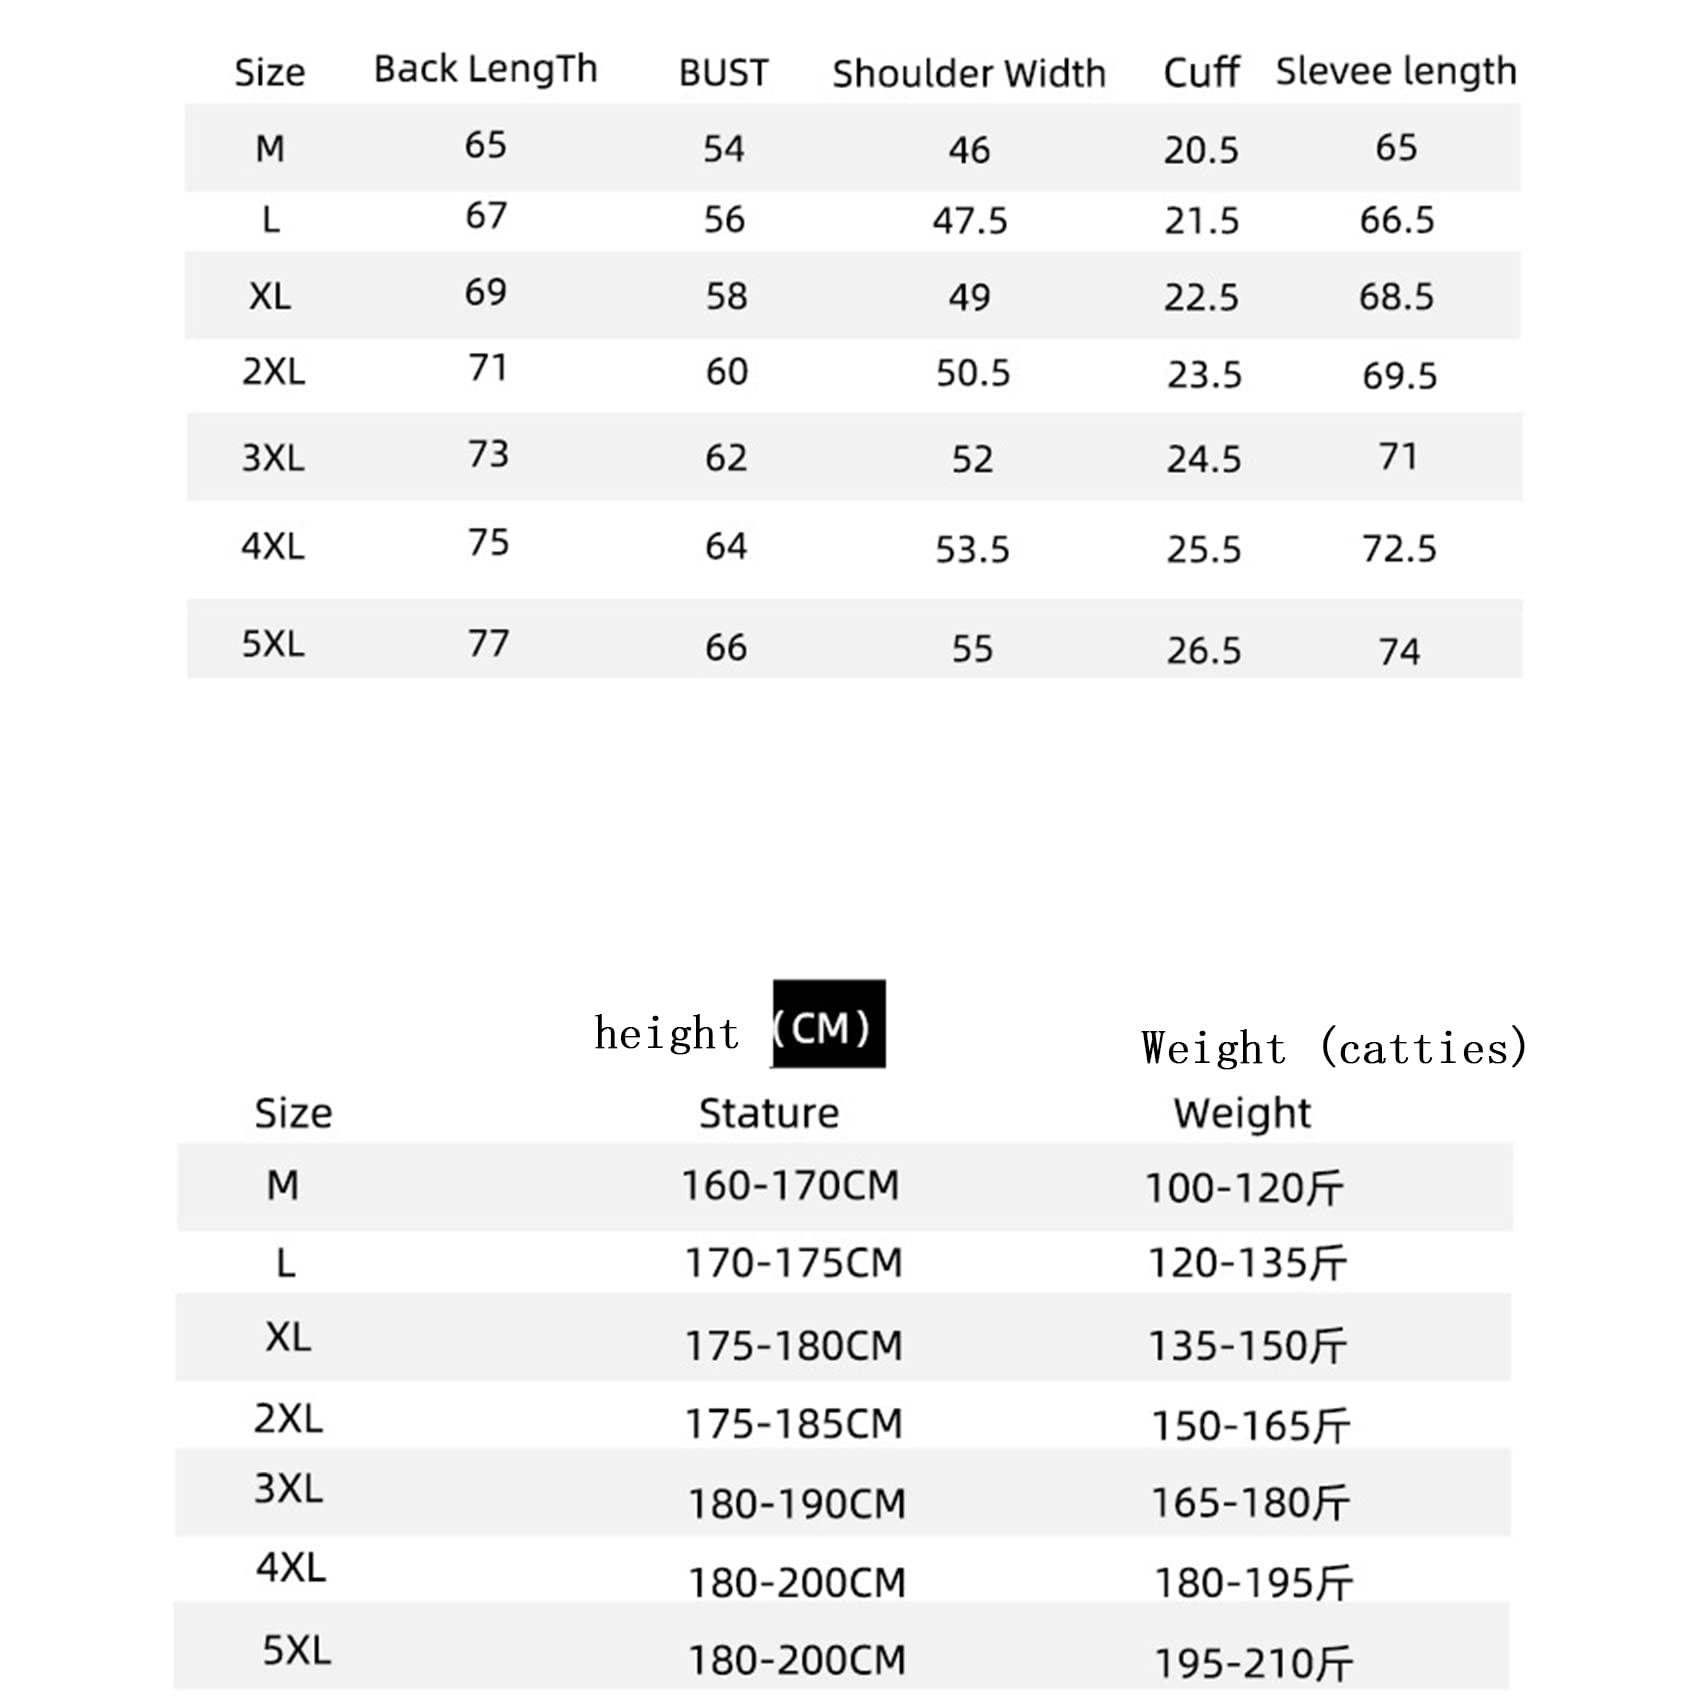 Size Back LengTh BUST Shoulder Width Cuff Slevee length
M 65 54 46 20.5 65
L 67 56 47.5 21.5 66.5
XL 69 58 49 22.5 68.5
2XL 71 60 50.5 23.5 69.5
3XL 73 62 52 24.5 71
4XL 75 64 53.5 25.5 72.5
5XL 77 66 55 26.5 74
height (CM) Weight (catties)
Size Stature Weight
M 160-170CM 100-120斤
L 170-175CM 120-135斤
XL 175-180CM 135-150斤
2XL 175-185CM 150-165斤
3XL 180-190CM 165-180斤
4XL 180-200CM 180-195斤
5XL 180-200CM 195-210斤